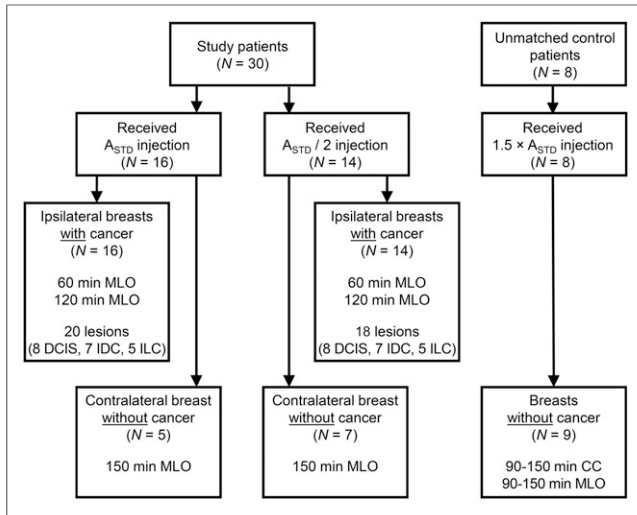 Study patients
(N = 30)
Unmatched control
patients
(N = 8)
Received
A_STD injection
(N = 16)
Received
A_STD / 2 injection
(N = 14)
Received
1.5 × A_STD injection
(N = 8)
Ipsilateral breasts
with cancer
(N = 16)
60 min MLO
120 min MLO
20 lesions
(8 DCIS, 7 IDC, 5 ILC)
Ipsilateral breasts
with cancer
(N = 14)
60 min MLO
120 min MLO
18 lesions
(8 DCIS, 7 IDC, 5 ILC)
Contralateral breast
without cancer
(N = 5)
150 min MLO
Contralateral breast
without cancer
(N = 7)
150 min MLO
Breasts
without cancer
(N = 9)
90-150 min CC
90-150 min MLO